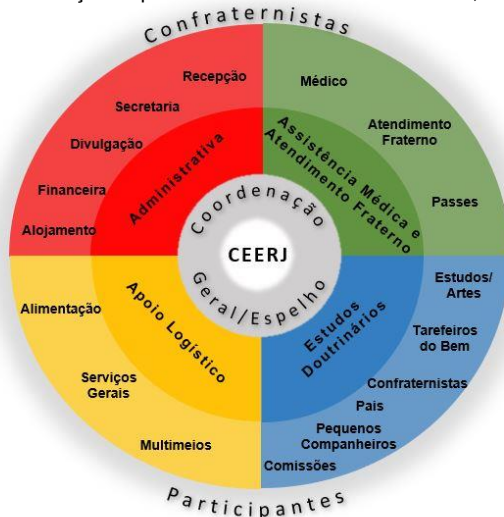 Confraternistas
Recepção
Secretaria
Divulgação
Financeira
Alojamento
Administrativa
Médico
Atendimento
Fraterno
Passes
Assistência Médica e
Atendimento Fraterno
Coordenação
CEERJ
Geral/Espelho
Alimentação
Serviços
Gerais
Multimeios
Apoio Logístico
Estudos
Doutrinários
Estudos/
Artes
Tarefeiros
do Bem
Confraternistas
Pais
Pequenos
Companheiros
Comissões
Participantes